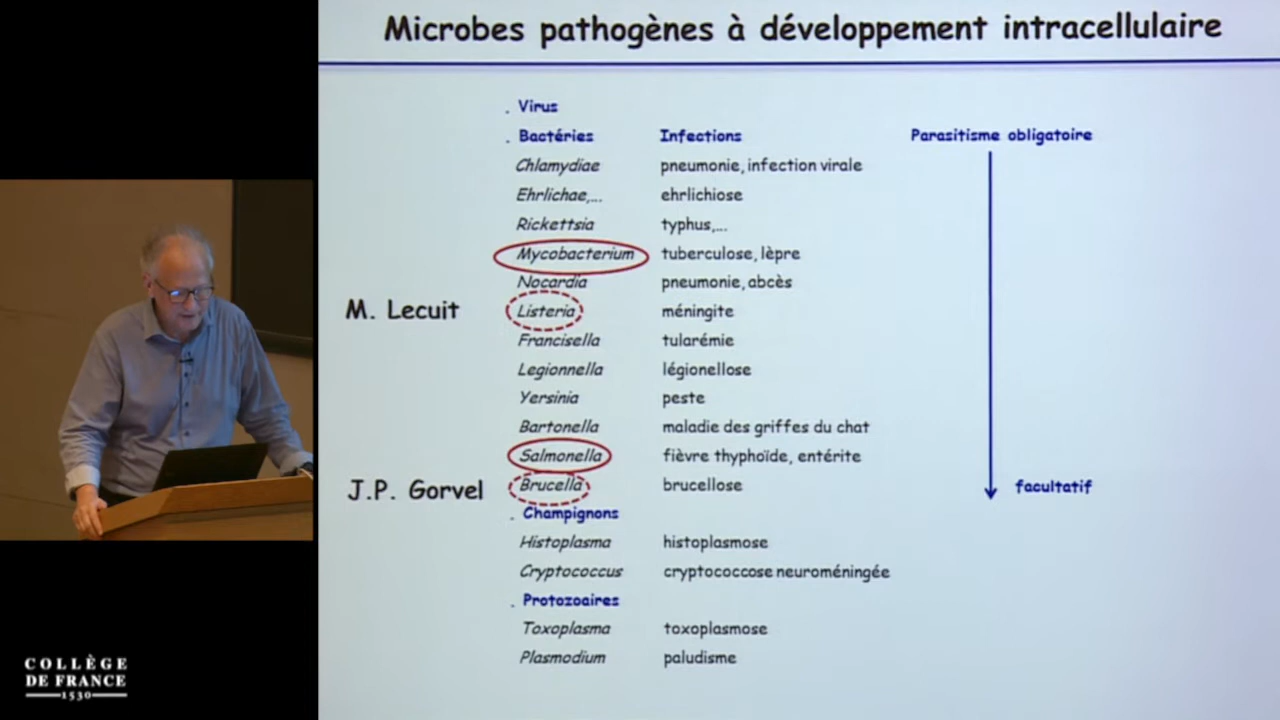 Microbes pathogènes à développement intracellulaire
. Virus
. Bactéries Infections Parasitisme obligatoire
Chlamydiae pneumonie, infection virale
Ehrlichae,... ehrlichiose
Rickettsia typhus,...
Mycobacterium tuberculose, lèpre
Nocardia pneumonie, abcès
M. Lecuit Listeria méningite
Francisella tularémie
Legionnella légionellose
Yersinia peste
Bartonella maladie des griffes du chat
Salmonella fièvre thyphoïde, entérite
J.P. Gorvel Brucella brucellose facultatif
. Champignons
Histoplasma histoplasmose
Cryptococcus cryptococcose neuroméningée
. Protozoaires
Toxoplasma toxoplasmose
Plasmodium paludisme
COLLÈGE
DE FRANCE
1530